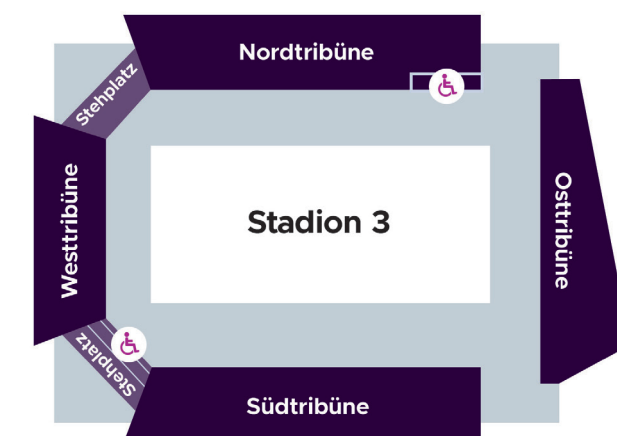 Nordtribüne
Stehplatz
Westtribüne
Stadion 3
Osttribüne
Stehplatz
Südtribüne